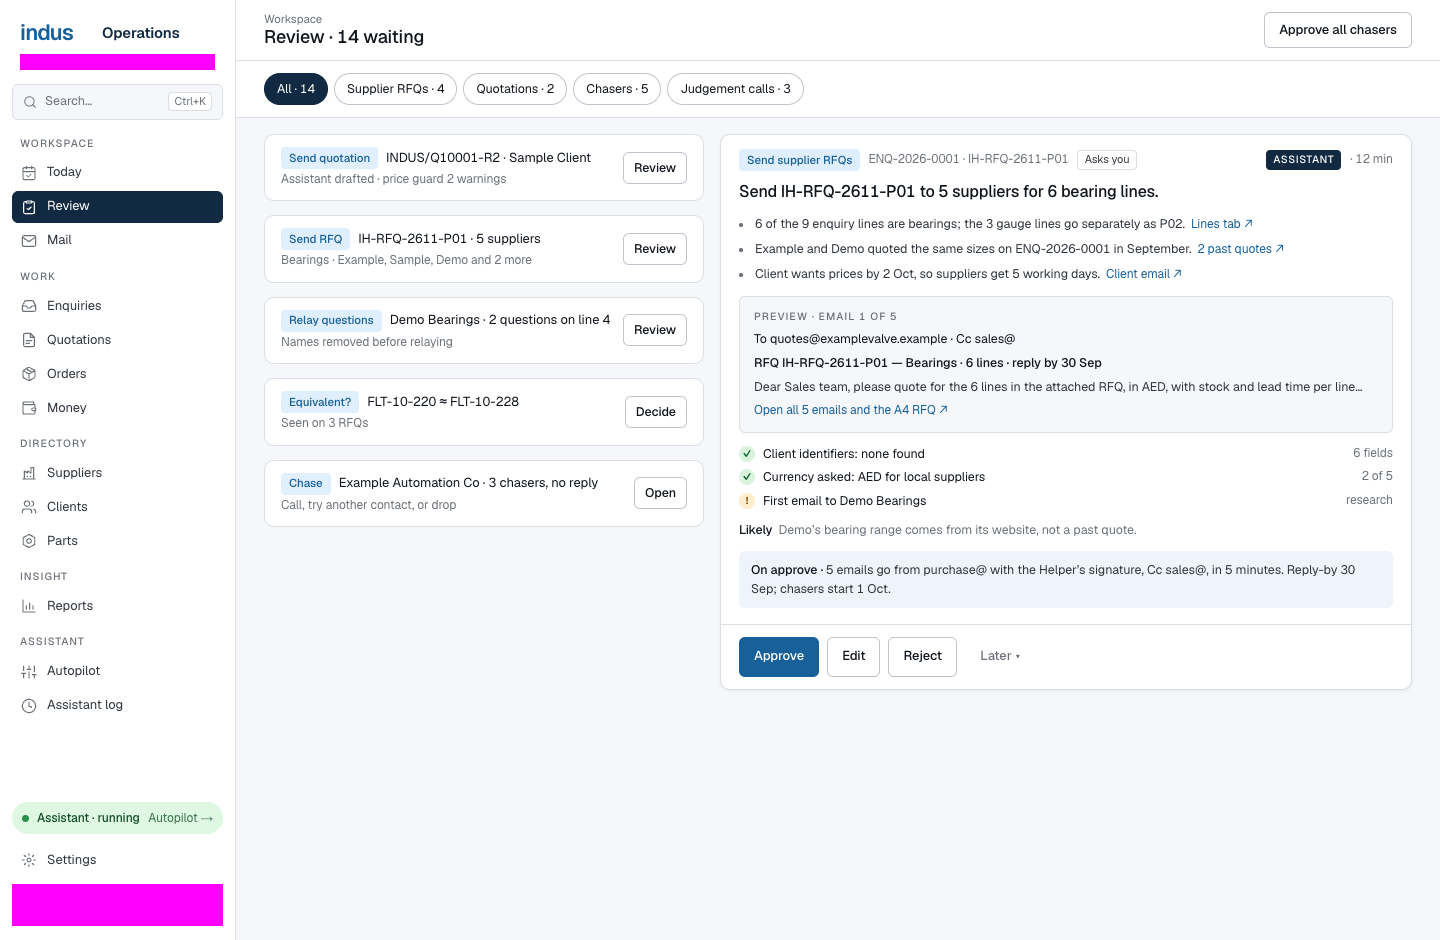 indus Operations
Search... Ctrl+K
WORKSPACE
Today
Review
Mail
WORK
Enquiries
Quotations
Orders
Money
DIRECTORY
Suppliers
Clients
Parts
INSIGHT
Reports
ASSISTANT
Autopilot
Assistant log
Assistant · running Autopilot →
Settings
Workspace
Review · 14 waiting
Approve all chasers
All · 14 Supplier RFQs · 4 Quotations · 2 Chasers · 5 Judgement calls · 3
Send quotation INDUS/Q10001-R2 · Sample Client
Assistant drafted · price guard 2 warnings
Review
Send RFQ IH-RFQ-2611-P01 · 5 suppliers
Bearings · Example, Sample, Demo and 2 more
Review
Relay questions Demo Bearings · 2 questions on line 4
Names removed before relaying
Review
Equivalent? FLT-10-220 ≈ FLT-10-228
Seen on 3 RFQs
Decide
Chase Example Automation Co · 3 chasers, no reply
Call, try another contact, or drop
Open
Send supplier RFQs ENQ-2026-0001 · IH-RFQ-2611-P01 Asks you ASSISTANT · 12 min
Send IH-RFQ-2611-P01 to 5 suppliers for 6 bearing lines.
• 6 of the 9 enquiry lines are bearings; the 3 gauge lines go separately as P02. Lines tab ↗
• Example and Demo quoted the same sizes on ENQ-2026-0001 in September. 2 past quotes ↗
• Client wants prices by 2 Oct, so suppliers get 5 working days. Client email ↗
PREVIEW · EMAIL 1 OF 5
To quotes@examplevalve.example · Cc sales@
RFQ IH-RFQ-2611-P01 — Bearings · 6 lines · reply by 30 Sep
Dear Sales team, please quote for the 6 lines in the attached RFQ, in AED, with stock and lead time per line...
Open all 5 emails and the A4 RFQ ↗
Client identifiers: none found 6 fields
Currency asked: AED for local suppliers 2 of 5
! First email to Demo Bearings research
Likely Demo's bearing range comes from its website, not a past quote.
On approve · 5 emails go from purchase@ with the Helper's signature, Cc sales@, in 5 minutes. Reply-by 30
Sep; chasers start 1 Oct.
Approve Edit Reject Later ▾